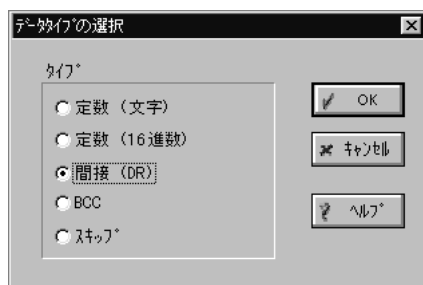 ﾃﾞｰﾀﾀｲﾌﾟの選択
ﾀｲﾌﾟ
定数 (文字)
定数 (16進数)
間接 (DR)
BCC
ｽｷｯﾌﾟ
OK
ｷｬﾝｾﾙ
ﾍﾙﾌﾟ